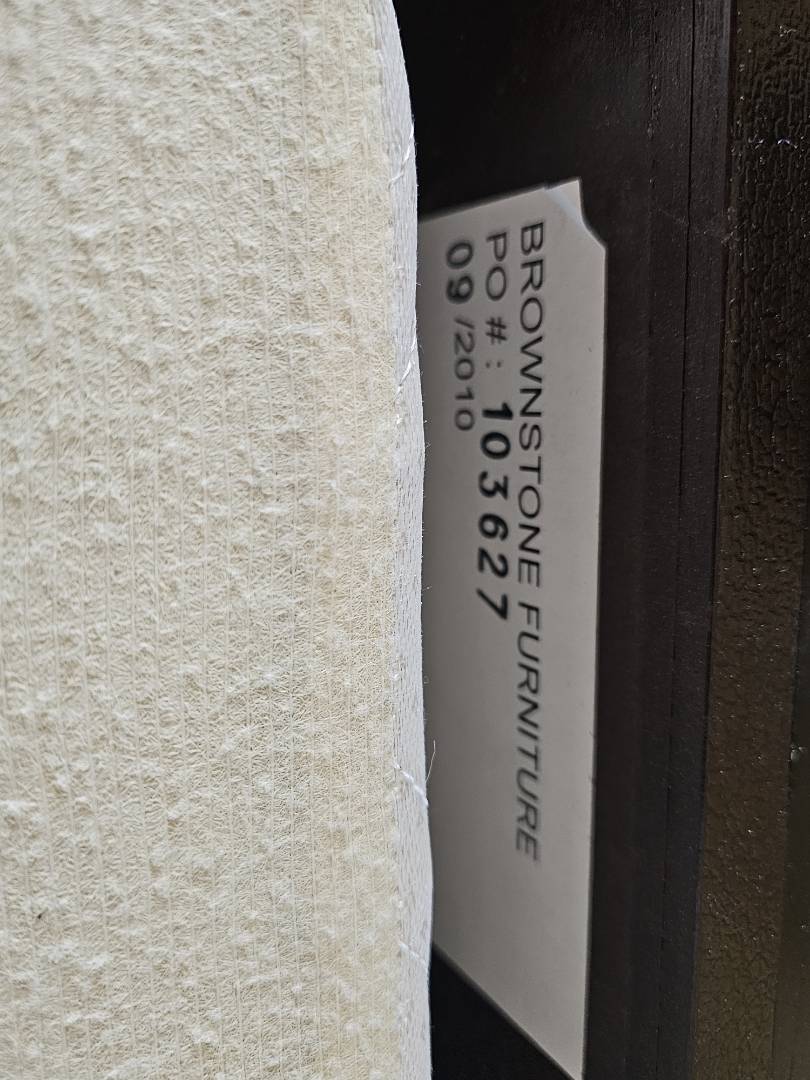 BROWNSTONE FURNITURE
PO #: 103627
09/2010